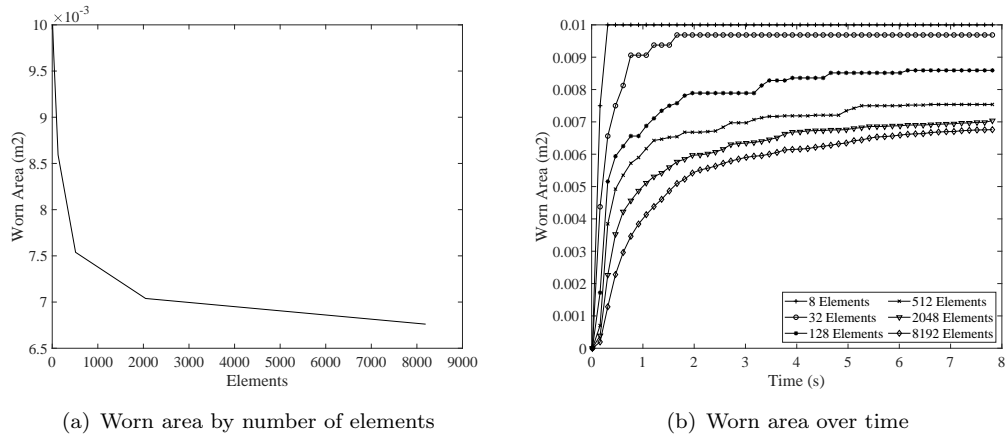 10 ×10⁻³
9.5
9
8.5
8
7.5
7
6.5
Worn Area (m2)
0 1000 2000 3000 4000 5000 6000 7000 8000 9000
Elements
(a) Worn area by number of elements
0.01
0.009
0.008
0.007
0.006
0.005
0.004
0.003
0.002
0.001
0
Worn Area (m2)
8 Elements
32 Elements
128 Elements
512 Elements
2048 Elements
8192 Elements
0 1 2 3 4 5 6 7 8
Time (s)
(b) Worn area over time